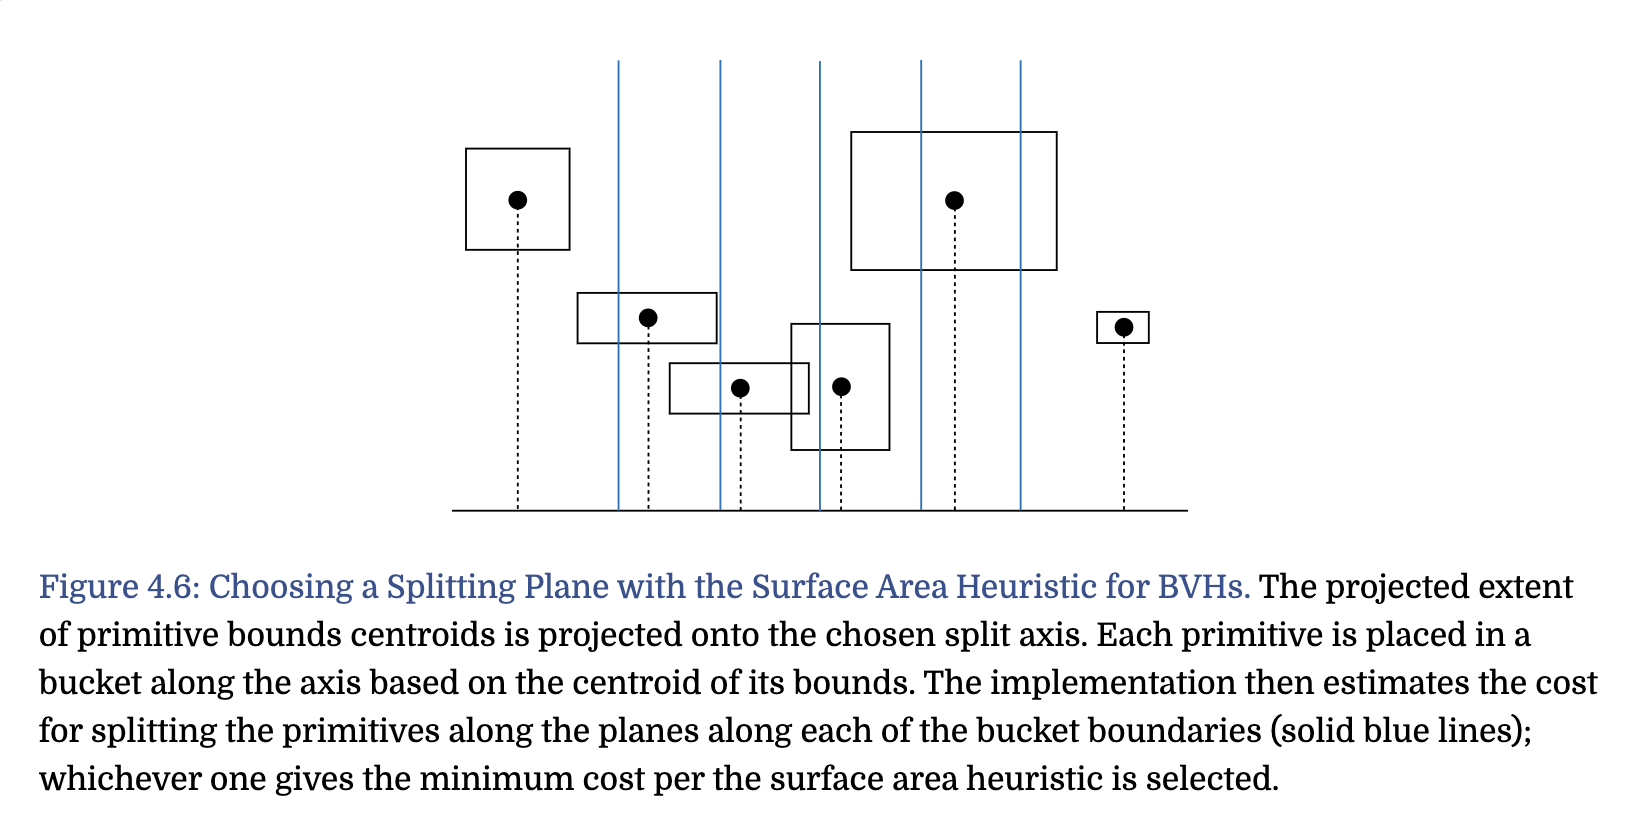 Figure 4.6: Choosing a Splitting Plane with the Surface Area Heuristic for BVHs. The projected extent
of primitive bounds centroids is projected onto the chosen split axis. Each primitive is placed in a
bucket along the axis based on the centroid of its bounds. The implementation then estimates the cost
for splitting the primitives along the planes along each of the bucket boundaries (solid blue lines);
whichever one gives the minimum cost per the surface area heuristic is selected.